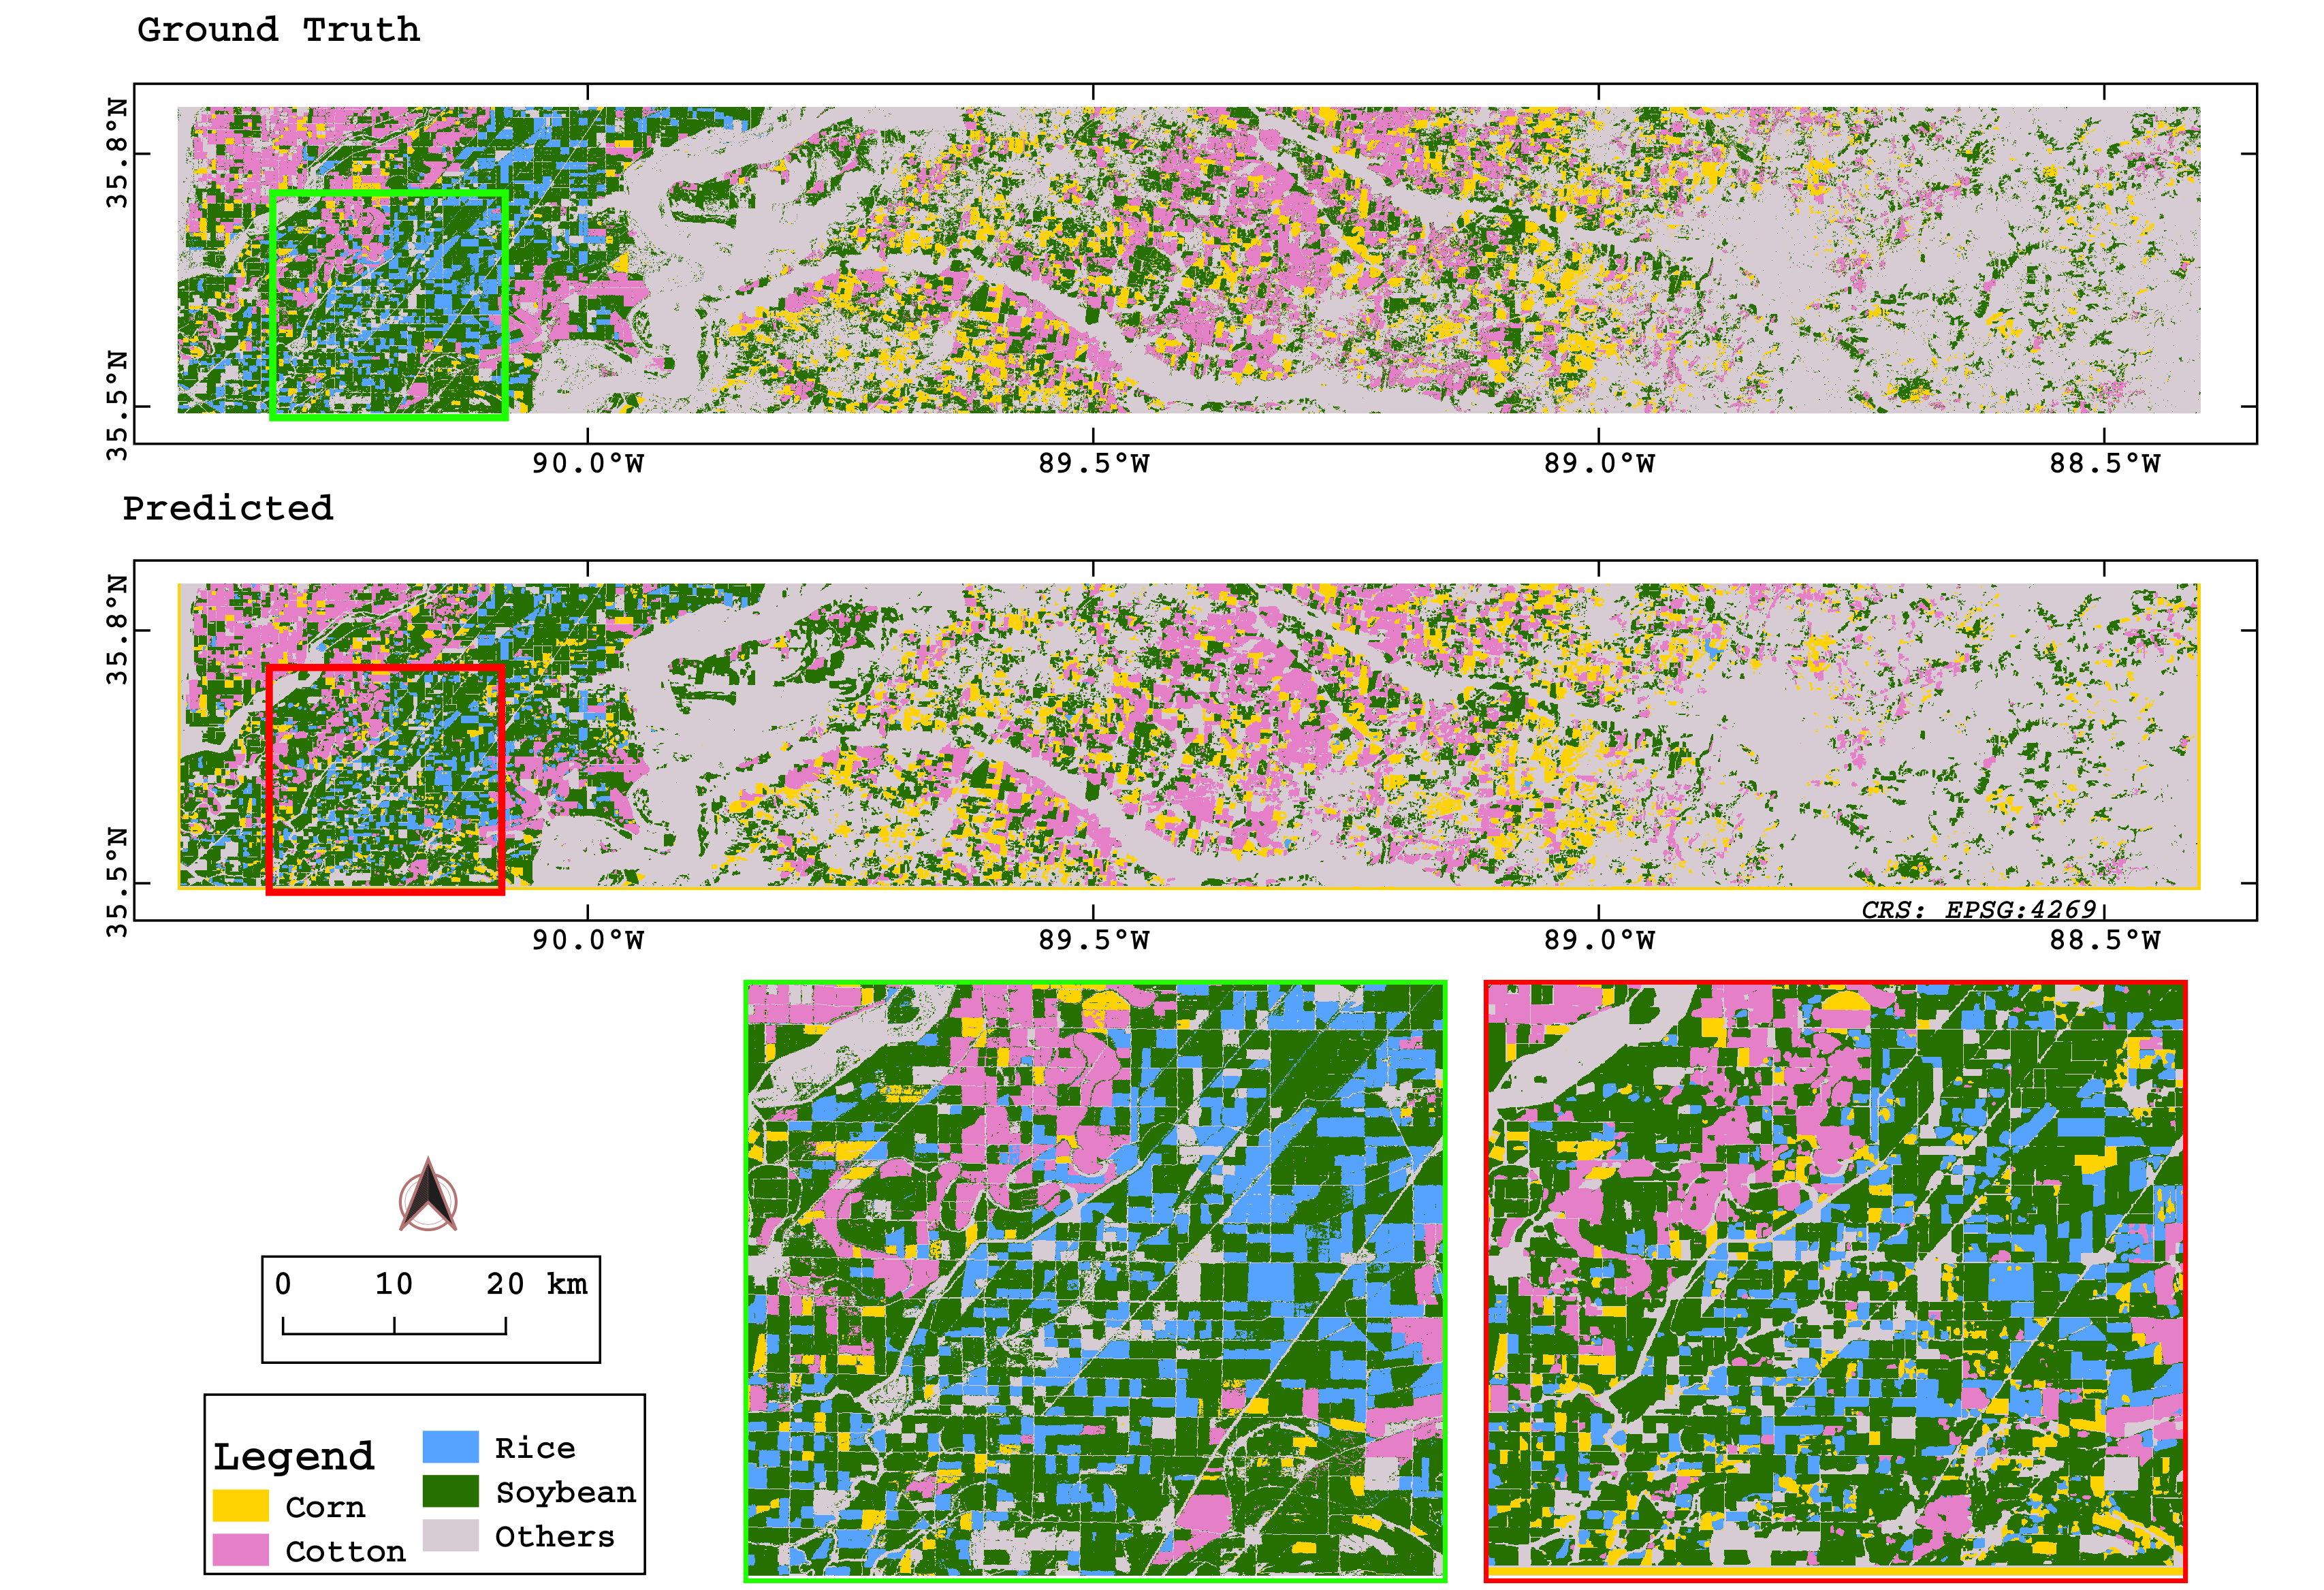 Ground Truth
35.8°N
35.5°N
90.0°W 89.5°W 89.0°W 88.5°W
Predicted
35.8°N
35.5°N
CRS: EPSG:4269
90.0°W 89.5°W 89.0°W 88.5°W
0 10 20 km
Legend
Corn
Cotton
Rice
Soybean
Others